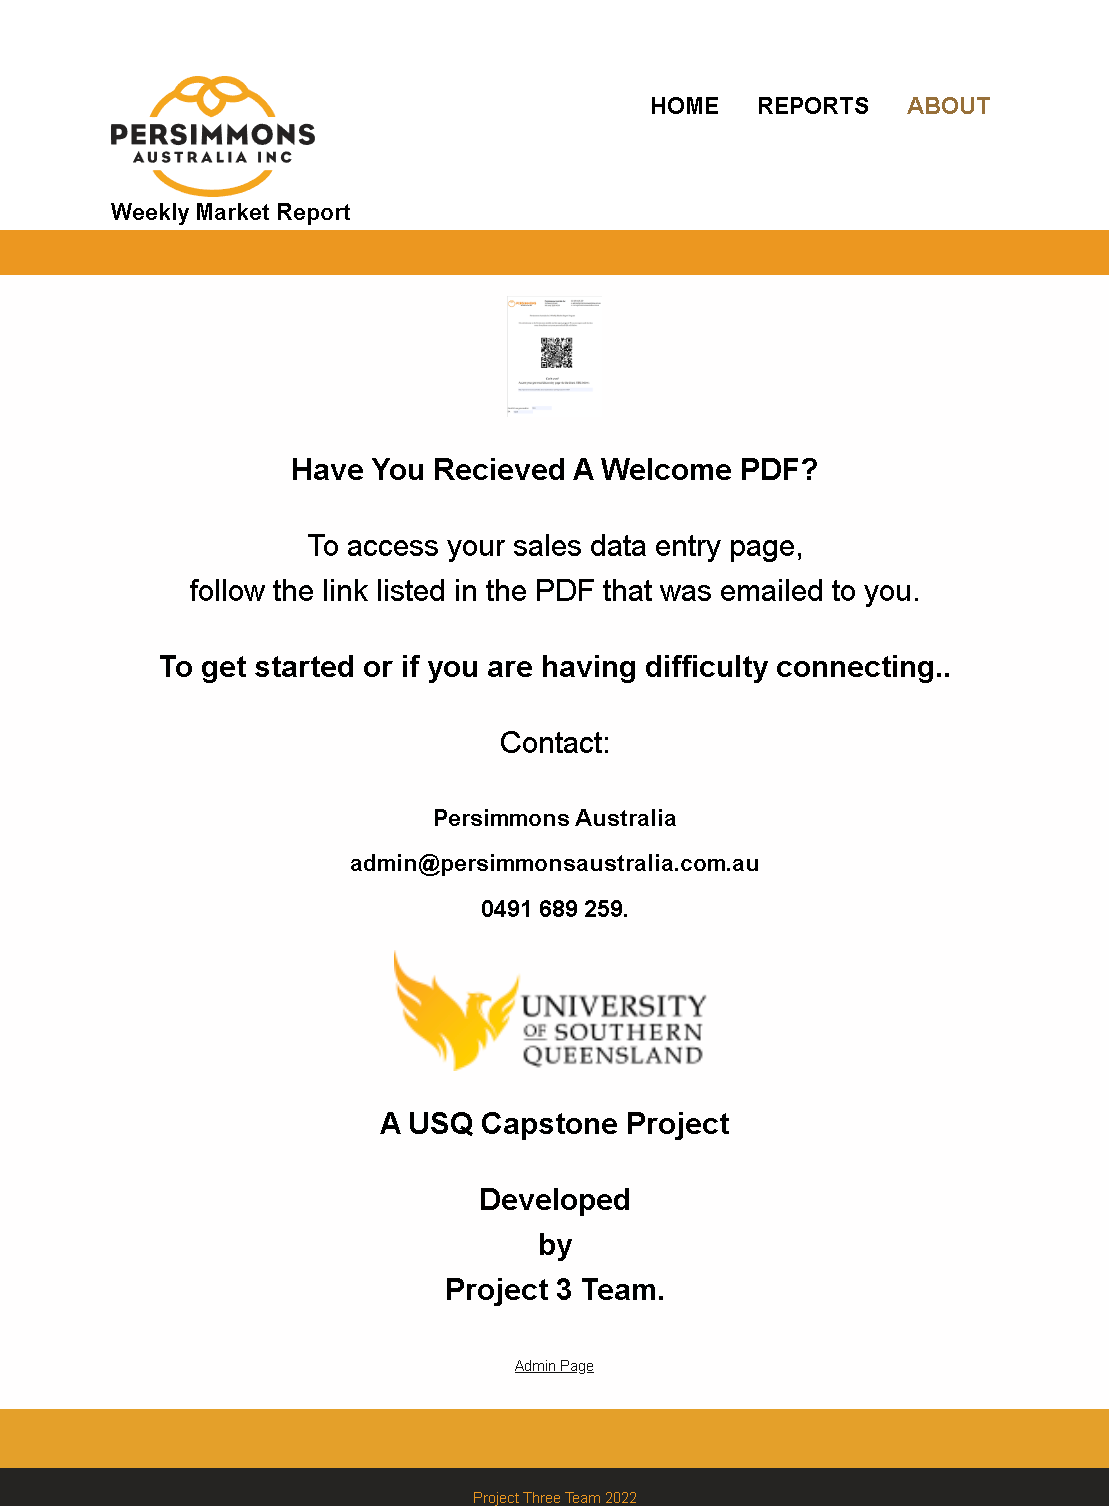 PERSIMMONS
AUSTRALIA INC
Weekly Market Report
HOME REPORTS ABOUT
Have You Recieved A Welcome PDF?
To access your sales data entry page,
follow the link listed in the PDF that was emailed to you.
To get started or if you are having difficulty connecting..
Contact:
Persimmons Australia
admin@persimmonsaustralia.com.au
0491 689 259.
UNIVERSITY
OF SOUTHERN
QUEENSLAND
A USQ Capstone Project
Developed
by
Project 3 Team.
Admin Page
Project Three Team 2022